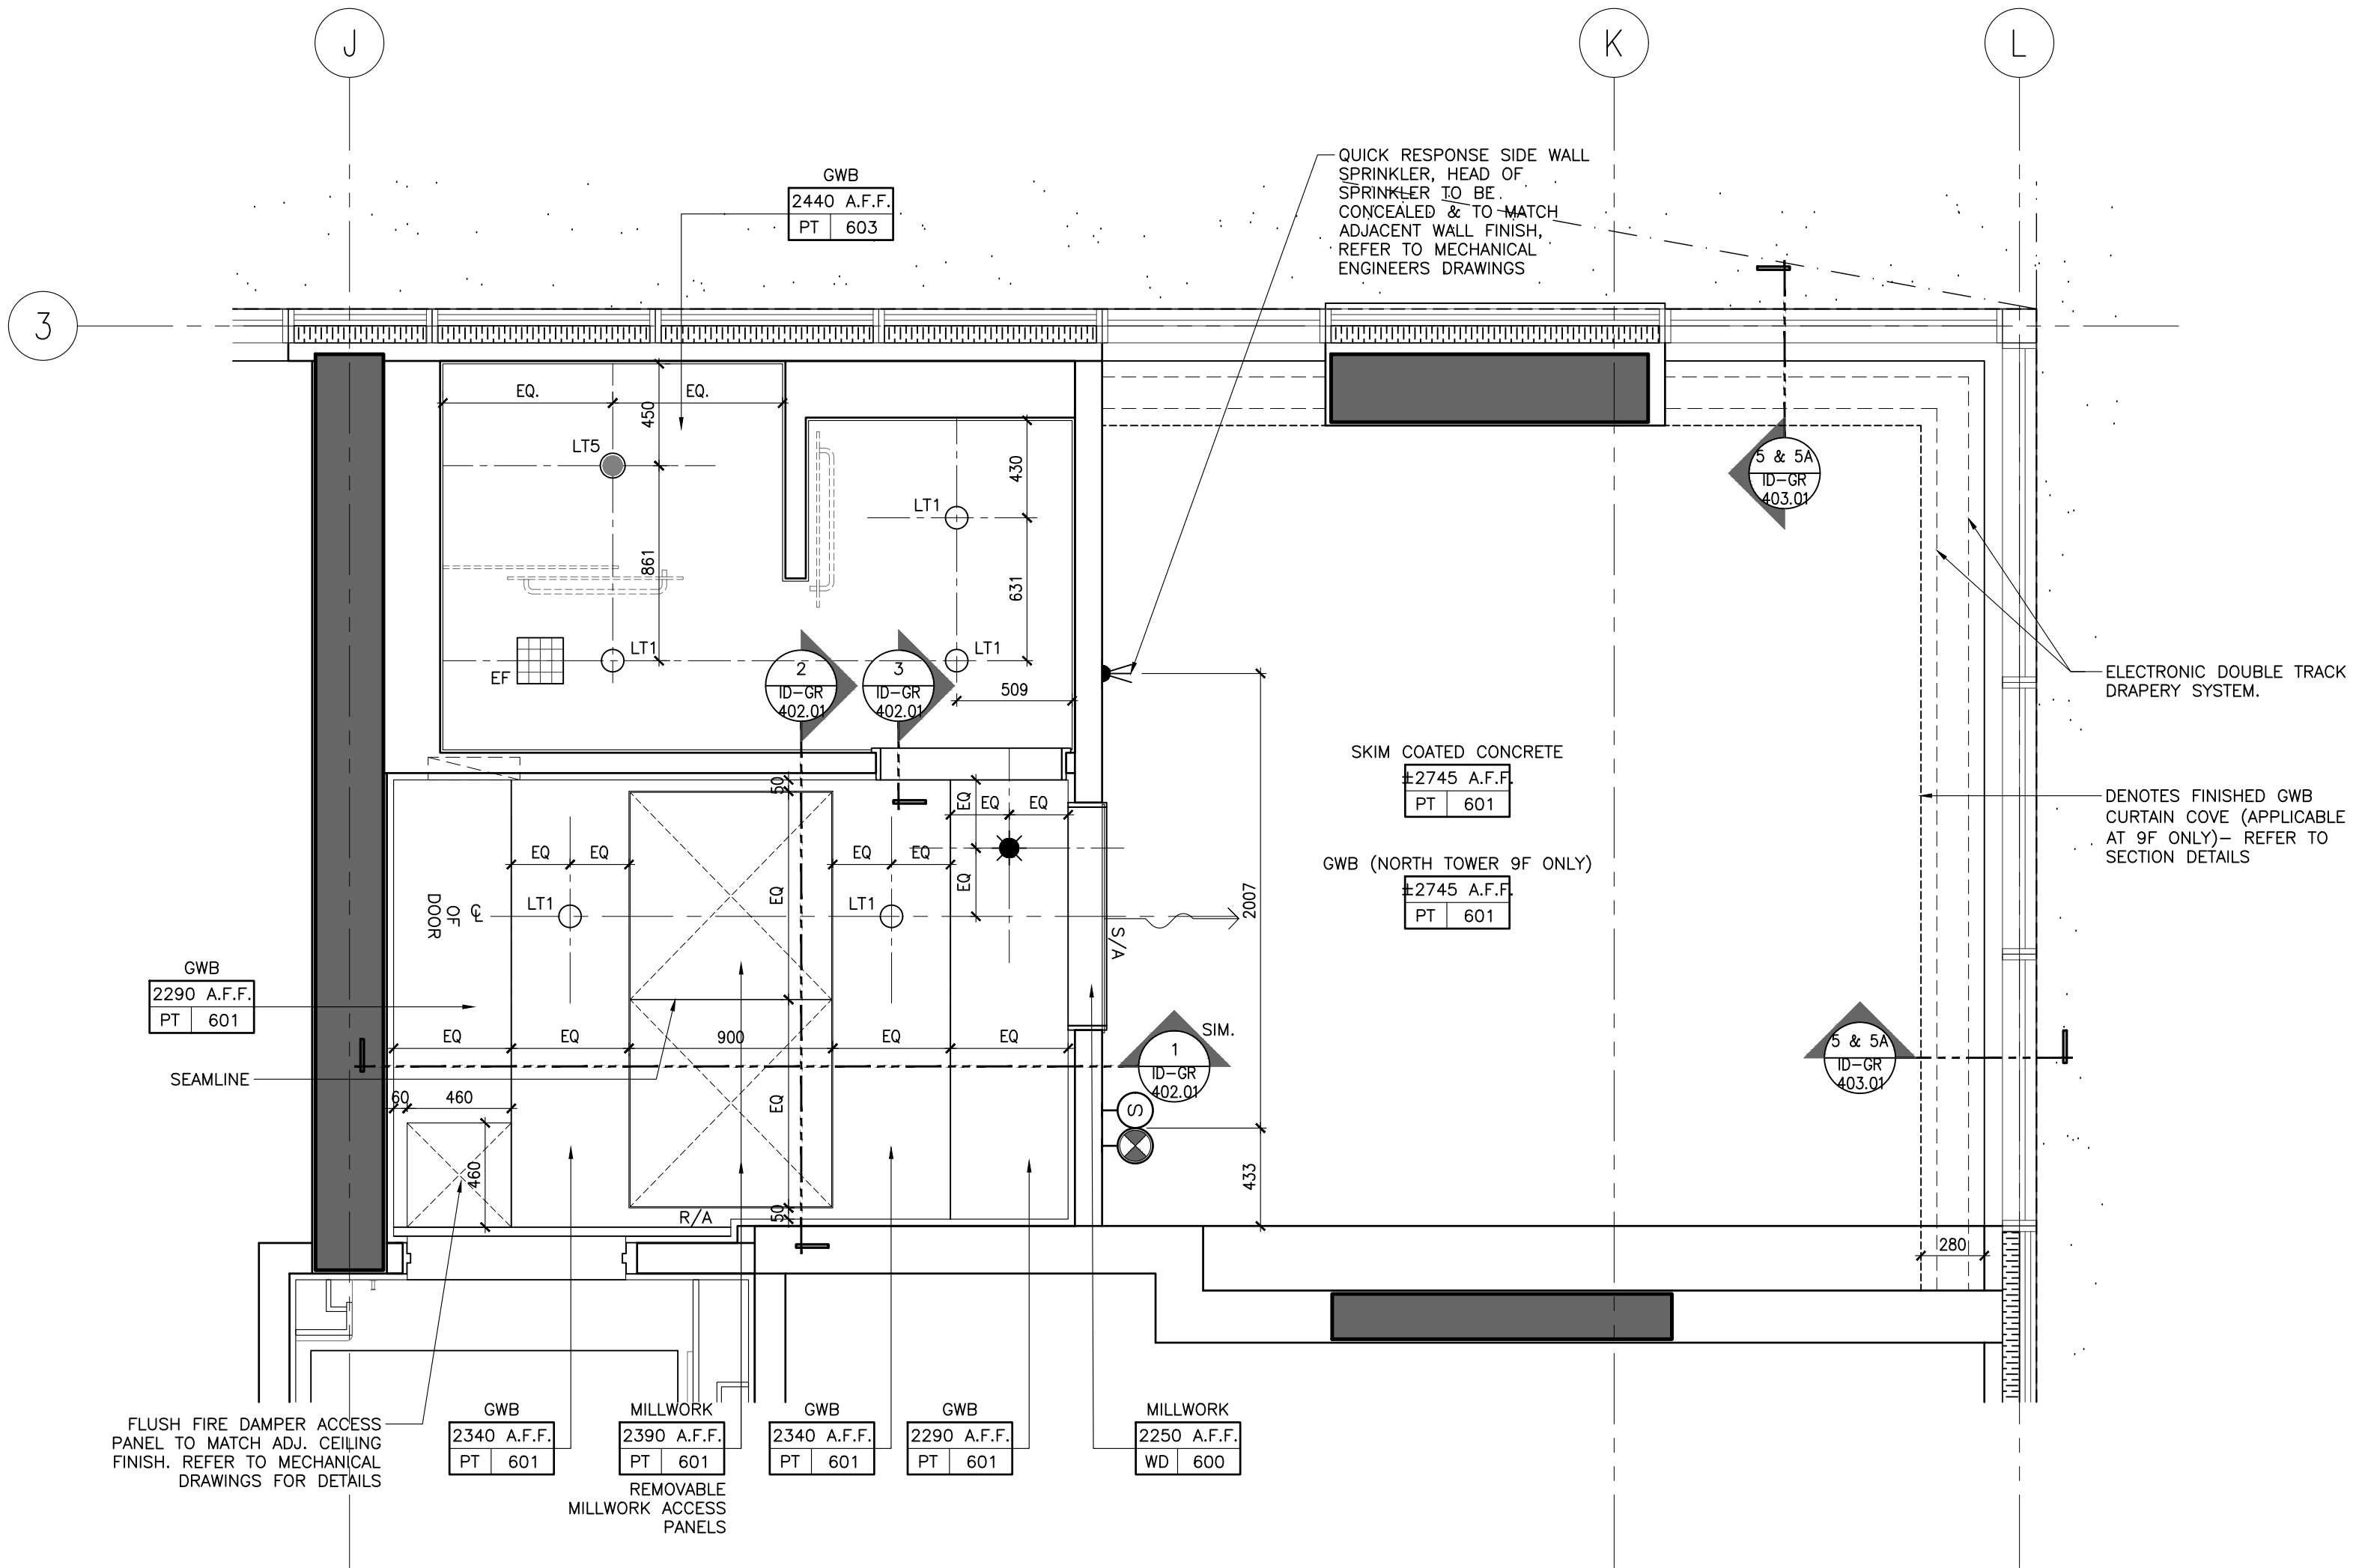 J
K
L
3
GWB
2440 A.F.F.
PT 603
QUICK RESPONSE SIDE WALL
SPRINKLER, HEAD OF
SPRINKLER TO BE
CONCEALED & TO MATCH
ADJACENT WALL FINISH,
REFER TO MECHANICAL
ENGINEERS DRAWINGS
EQ. EQ.
450
LT5
861
LT1
EF
LT1
430
631
LT1
509
2
ID-GR
402.01
3
ID-GR
402.01
5 & 5A
ID-GR
403.01
ELECTRONIC DOUBLE TRACK
DRAPERY SYSTEM.
SKIM COATED CONCRETE
±2745 A.F.F.
PT 601
GWB (NORTH TOWER 9F ONLY)
±2745 A.F.F.
PT 601
DENOTES FINISHED GWB
CURTAIN COVE (APPLICABLE
AT 9F ONLY)- REFER TO
SECTION DETAILS
50
EQ
EQ EQ
EQ EQ
EQ EQ
EQ
EQ
LT1
LT1
℄
OF
DOOR
2007
S/A
GWB
2290 A.F.F.
PT 601
EQ EQ 900 EQ EQ
SEAMLINE
1
ID-GR
402.01
SIM.
5 & 5A
ID-GR
403.01
60 460
EQ
460
S
433
R/A
50
280
FLUSH FIRE DAMPER ACCESS
PANEL TO MATCH ADJ. CEILING
FINISH. REFER TO MECHANICAL
DRAWINGS FOR DETAILS
GWB
2340 A.F.F.
PT 601
MILLWORK
2390 A.F.F.
PT 601
REMOVABLE
MILLWORK ACCESS
PANELS
GWB
2340 A.F.F.
PT 601
GWB
2290 A.F.F.
PT 601
MILLWORK
2250 A.F.F.
WD 600